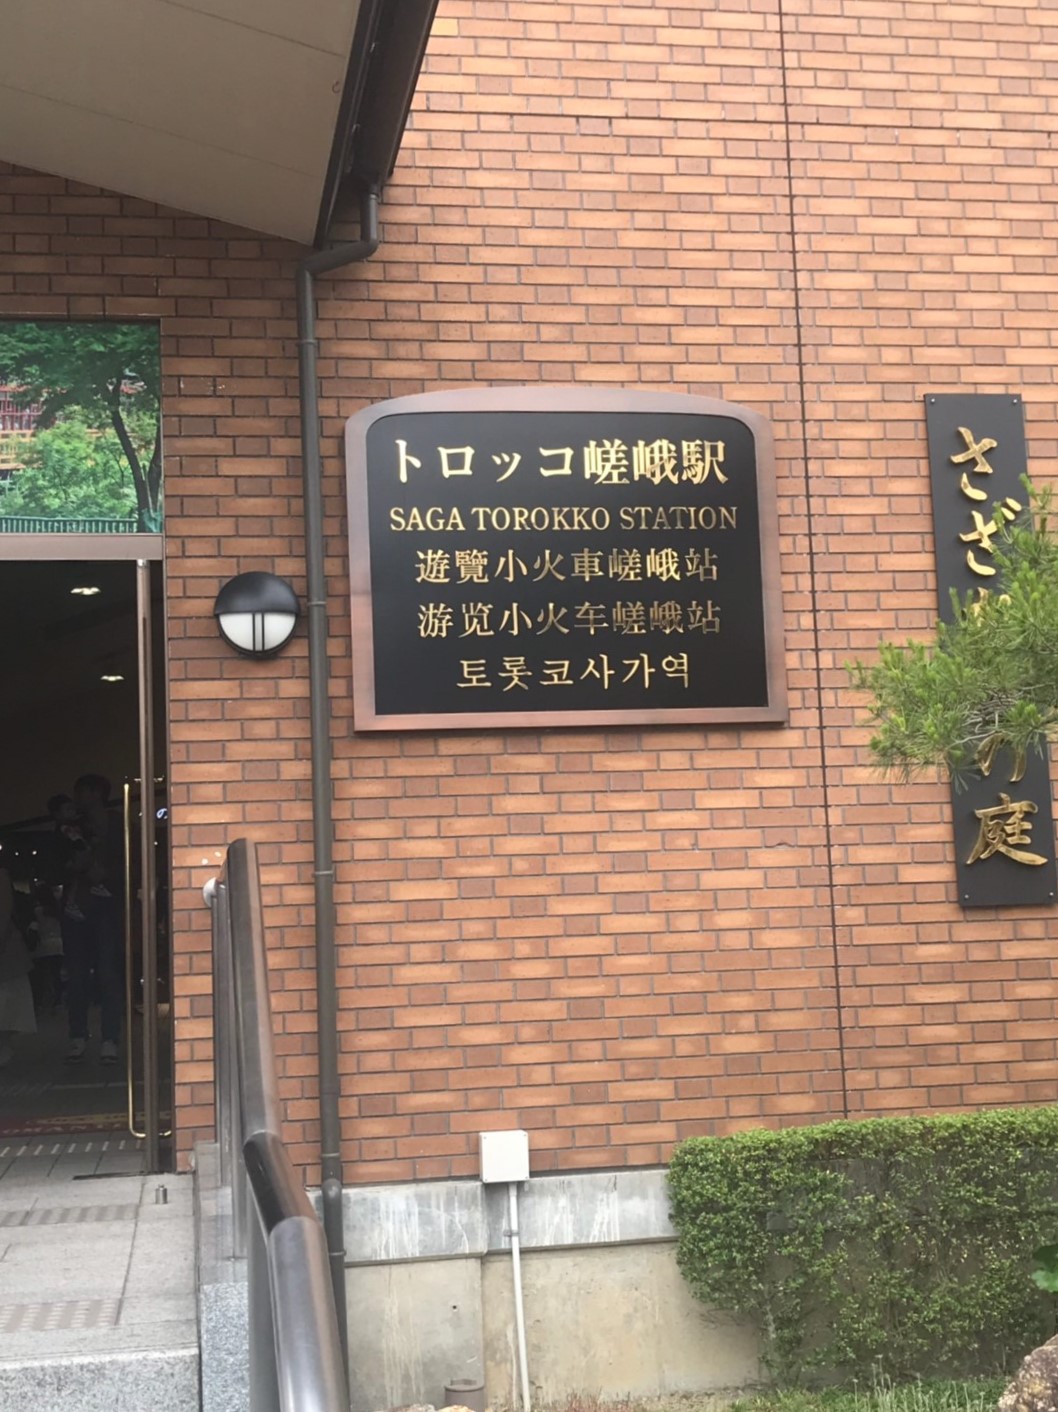 トロッコ嵯峨駅
SAGA TOROKKO STATION
遊覽小火車嵯峨站
游览小火车嵯峨站
토롯코사가역
さざ
庭